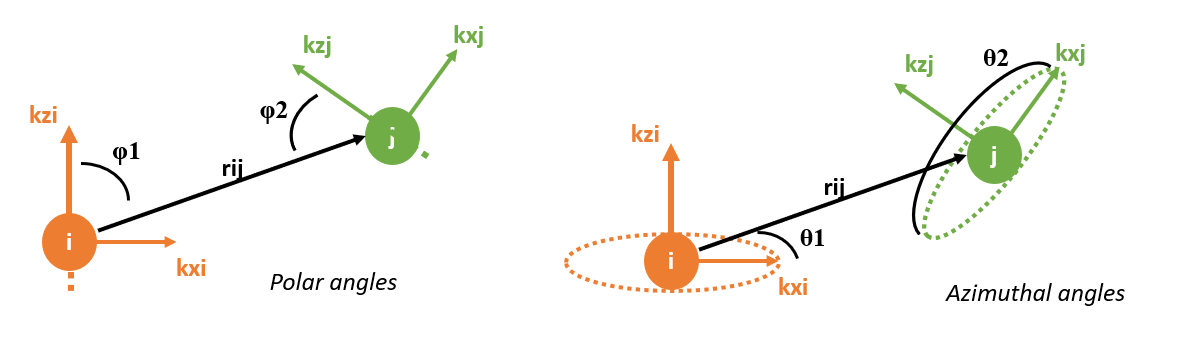 kzj
kxj
kzi
φ1
φ2
rij
j
i
kxi
Polar angles
kzj
θ2
kxj
kzi
rij
j
θ1
i
kxi
Azimuthal angles